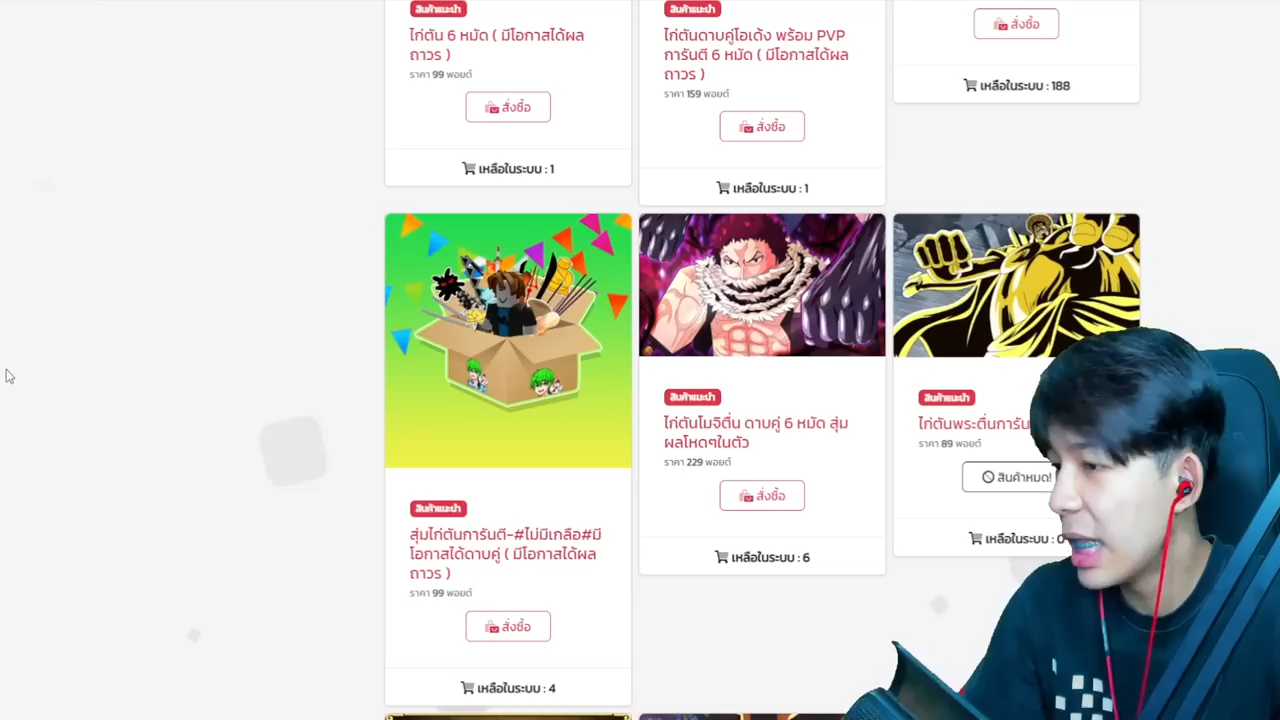 สินค้าแนะนำ
ไก่ตัน 6 หมัด ( มีโอกาสได้ผล
ถาวร )
ราคา 99 พอยต์
สั่งซื้อ
เหลือในระบบ : 1
สินค้าแนะนำ
ไก่ตันดาบคู่โอเด้ง พร้อม PVP
การันตี 6 หมัด ( มีโอกาสได้ผล
ถาวร )
ราคา 159 พอยต์
สั่งซื้อ
เหลือในระบบ : 1
สั่งซื้อ
เหลือในระบบ : 188
สินค้าแนะนำ
สุ่มไก่ตันการันตี-#ไม่มีเกลือ#มี
โอกาสได้ดาบคู่ ( มีโอกาสได้ผล
ถาวร )
ราคา 99 พอยต์
สั่งซื้อ
เหลือในระบบ : 4
สินค้าแนะนำ
ไก่ตันโมจิตื่น ดาบคู่ 6 หมัด สุ่ม
ผลโหดๆในตัว
ราคา 229 พอยต์
สั่งซื้อ
เหลือในระบบ : 6
สินค้าแนะนำ
ไก่ตันพระตื่นการัน
ราคา 89 พอยต์
สินค้าหมด!
เหลือในระบบ : 0